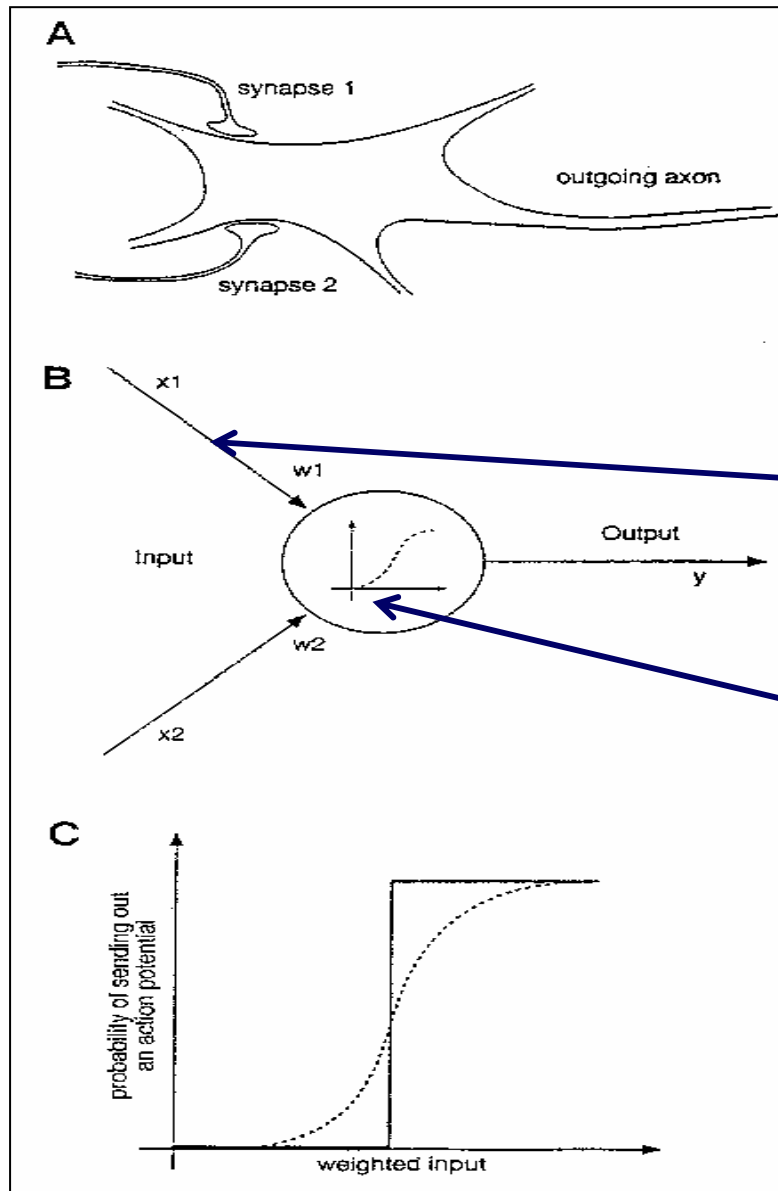 A
synapse 1
outgoing axon
synapse 2
B
x1
w1
Input
Output
y
w2
x2
C
probability of sending out
an action potential
weighted input